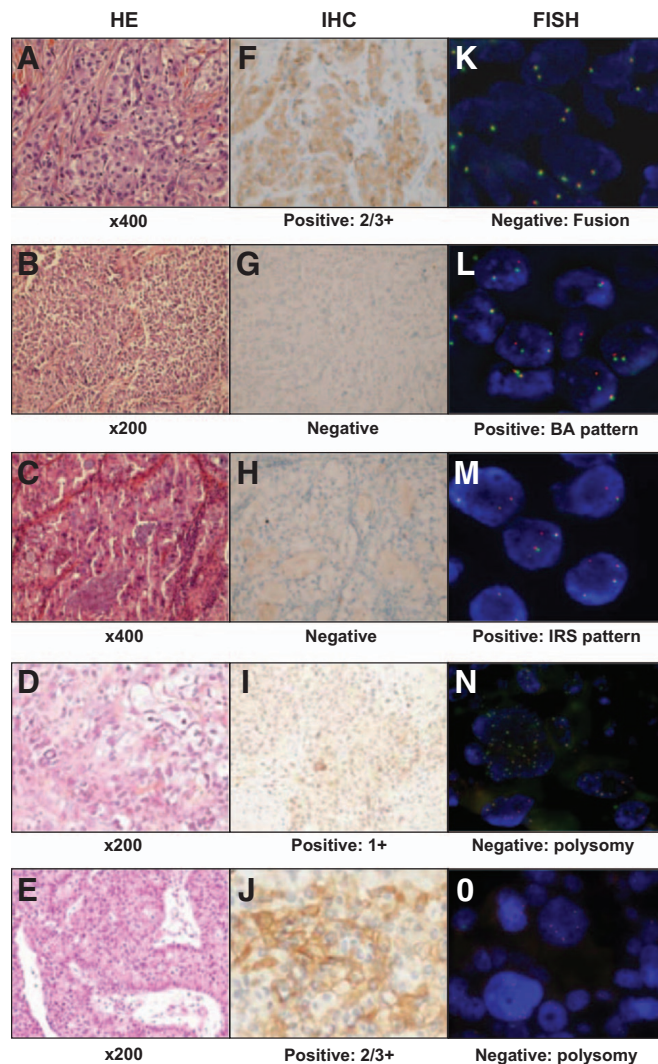 HE IHC FISH
A F K
x400 Positive: 2/3+ Negative: Fusion
B G L
x200 Negative Positive: BA pattern
C H M
x400 Negative Positive: IRS pattern
D I N
x200 Positive: 1+ Negative: polysomy
E J O
x200 Positive: 2/3+ Negative: polysomy